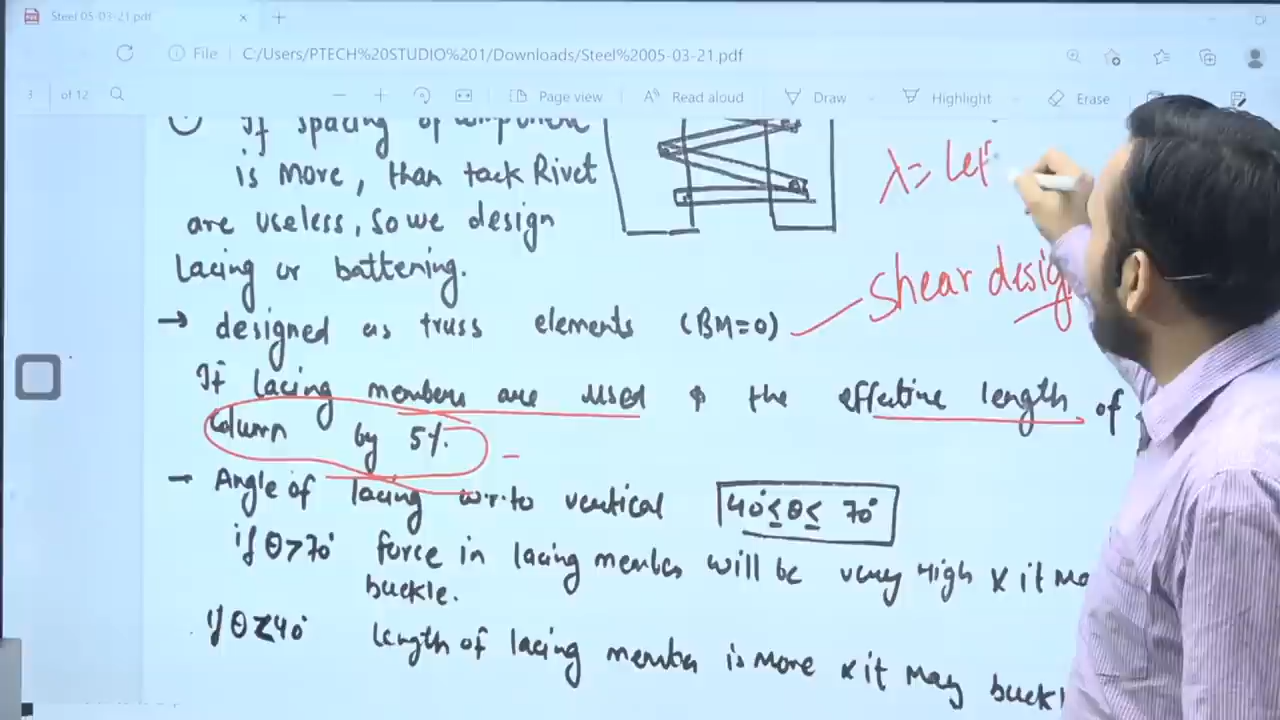 Steel 05-03-21.pdf
File C:/Users/PTECH%20STUDIO%201/Downloads/Steel%2005-03-21.pdf
3 of 12 Page view Read aloud Draw Highlight Erase
If spacing of component
is more, than tack Rivet
are useless, so we design
lacing or battening.
λ= Lef
shear design
→ designed as truss elements (BM=0)
If lacing members are used & the effective length of
column by 5%.
- Angle of lacing w.r.to vertical 40°≤θ≤ 70°
if θ>70° force in lacing member will be very high & it
buckle.
if θ<40° length of lacing member is more & it may